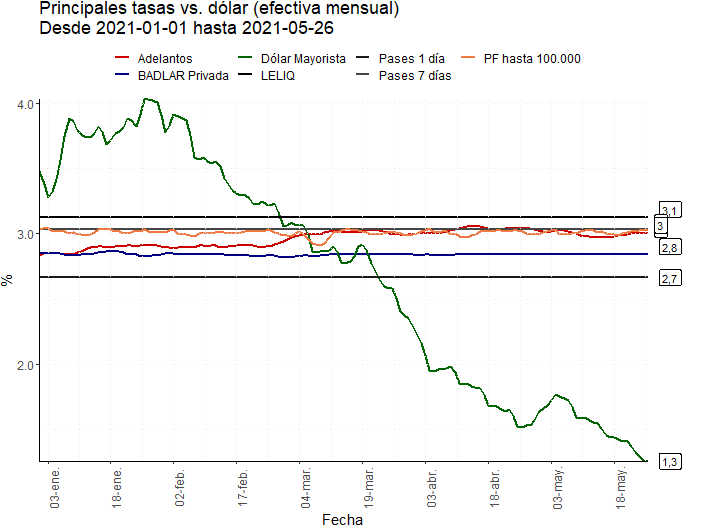 Principales tasas vs. dólar (efectiva mensual)
Desde 2021-01-01 hasta 2021-05-26
Adelantos Dólar Mayorista Pases 1 día PF hasta 100.000
BADLAR Privada LELIQ Pases 7 días
4.0
3.0
2.0
%
3,1
3
2,8
2,7
1,3
03-ene. 18-ene. 02-feb. 17-feb. 04-mar. 19-mar. 03-abr. 18-abr. 03-may. 18-may.
Fecha